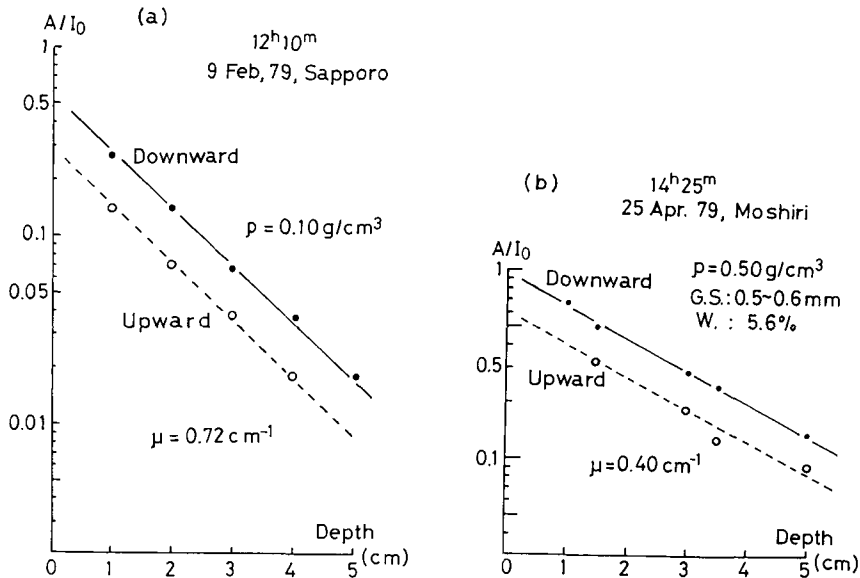 (a)
A/I₀
12ʰ10ᵐ
9 Feb, 79, Sapporo
1
0.5
0.1
0.05
0.01
Downward
ρ = 0.10 g/cm³
Upward
μ = 0.72 cm⁻¹
Depth
0 1 2 3 4 5 (cm)
(b)
14ʰ25ᵐ
25 Apr. 79, Moshiri
A/I₀
1
0.5
0.1
Downward
ρ = 0.50 g/cm³
G.S.: 0.5~0.6 mm
W. : 5.6%
Upward
μ = 0.40 cm⁻¹
Depth
0 1 2 3 4 5 (cm)